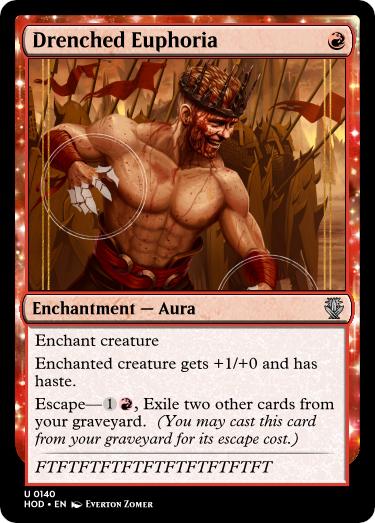 Drenched Euphoria
Enchantment — Aura
Enchant creature
Enchanted creature gets +1/+0 and has
haste.
Escape—1, Exile two other cards from
your graveyard. (You may cast this card
from your graveyard for its escape cost.)
FTFTFTFTFTFTFTFTFTFTFT
U 0140
HOD • EN Everton Zomer